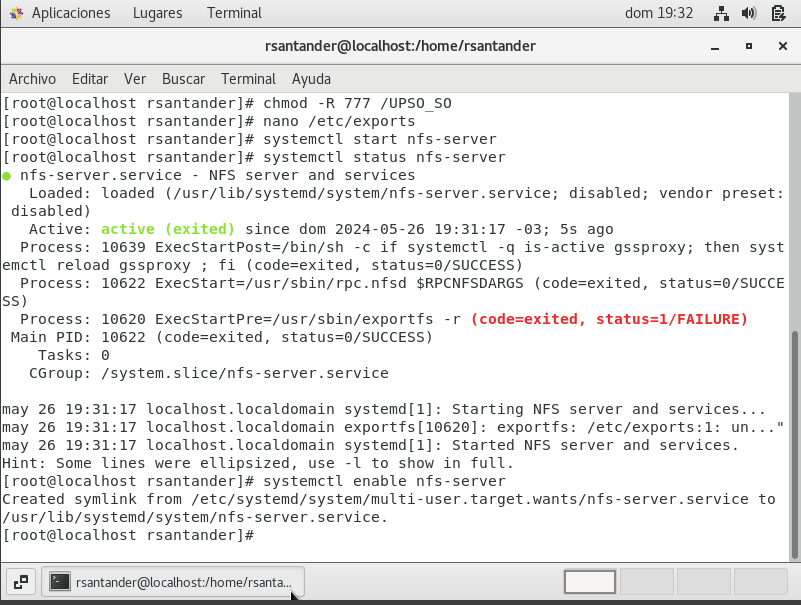 Aplicaciones Lugares Terminal dom 19:32
rsantander@localhost:/home/rsantander
Archivo Editar Ver Buscar Terminal Ayuda
[root@localhost rsantander]# chmod -R 777 /UPSO_SO
[root@localhost rsantander]# nano /etc/exports
[root@localhost rsantander]# systemctl start nfs-server
[root@localhost rsantander]# systemctl status nfs-server
● nfs-server.service - NFS server and services
   Loaded: loaded (/usr/lib/systemd/system/nfs-server.service; disabled; vendor preset:
 disabled)
   Active: active (exited) since dom 2024-05-26 19:31:17 -03; 5s ago
  Process: 10639 ExecStartPost=/bin/sh -c if systemctl -q is-active gssproxy; then syst
emctl reload gssproxy ; fi (code=exited, status=0/SUCCESS)
  Process: 10622 ExecStart=/usr/sbin/rpc.nfsd $RPCNFSDARGS (code=exited, status=0/SUCCE
SS)
  Process: 10620 ExecStartPre=/usr/sbin/exportfs -r (code=exited, status=1/FAILURE)
 Main PID: 10622 (code=exited, status=0/SUCCESS)
    Tasks: 0
   CGroup: /system.slice/nfs-server.service
may 26 19:31:17 localhost.localdomain systemd[1]: Starting NFS server and services...
may 26 19:31:17 localhost.localdomain exportfs[10620]: exportfs: /etc/exports:1: un..."
may 26 19:31:17 localhost.localdomain systemd[1]: Started NFS server and services.
Hint: Some lines were ellipsized, use -l to show in full.
[root@localhost rsantander]# systemctl enable nfs-server
Created symlink from /etc/systemd/system/multi-user.target.wants/nfs-server.service to
/usr/lib/systemd/system/nfs-server.service.
[root@localhost rsantander]#
rsantander@localhost:/home/rsanta...